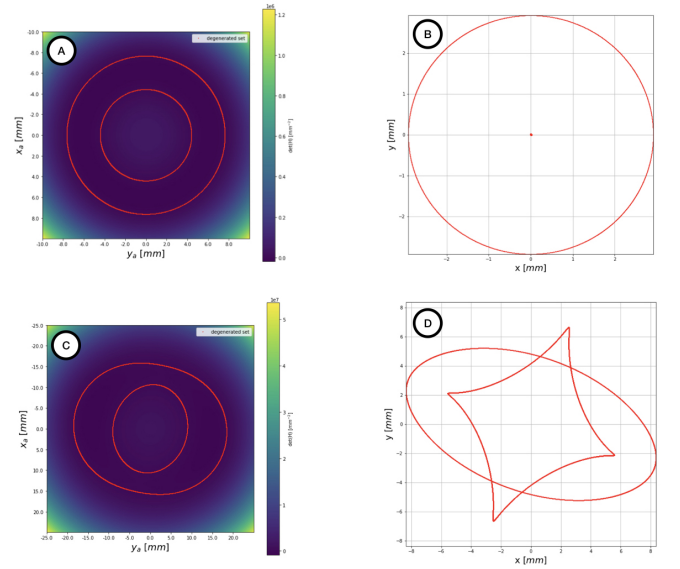 1e6
A
degenerated set
-10.0
-8.0
-6.0
-4.0
-2.0
0.0
2.0
4.0
6.0
8.0
-10.0 -8.0 -6.0 -4.0 -2.0 0.0 2.0 4.0 6.0 8.0
xₐ [mm]
yₐ [mm]
1.2
1.0
0.8
0.6
0.4
0.2
0.0
B
2
1
0
−1
−2
−2 −1 0 1 2
y [mm]
x [mm]
1e7
C
degenerated set
-25.0
-20.0
-15.0
-10.0
-5.0
0.0
5.0
10.0
15.0
20.0
-25.0 -20.0 -15.0 -10.0 -5.0 0.0 5.0 10.0 15.0 20.0
xₐ [mm]
yₐ [mm]
5
4
3
2
1
0
D
8
6
4
2
0
−2
−4
−6
−8
−8 −6 −4 −2 0 2 4 6 8
y [mm]
x [mm]